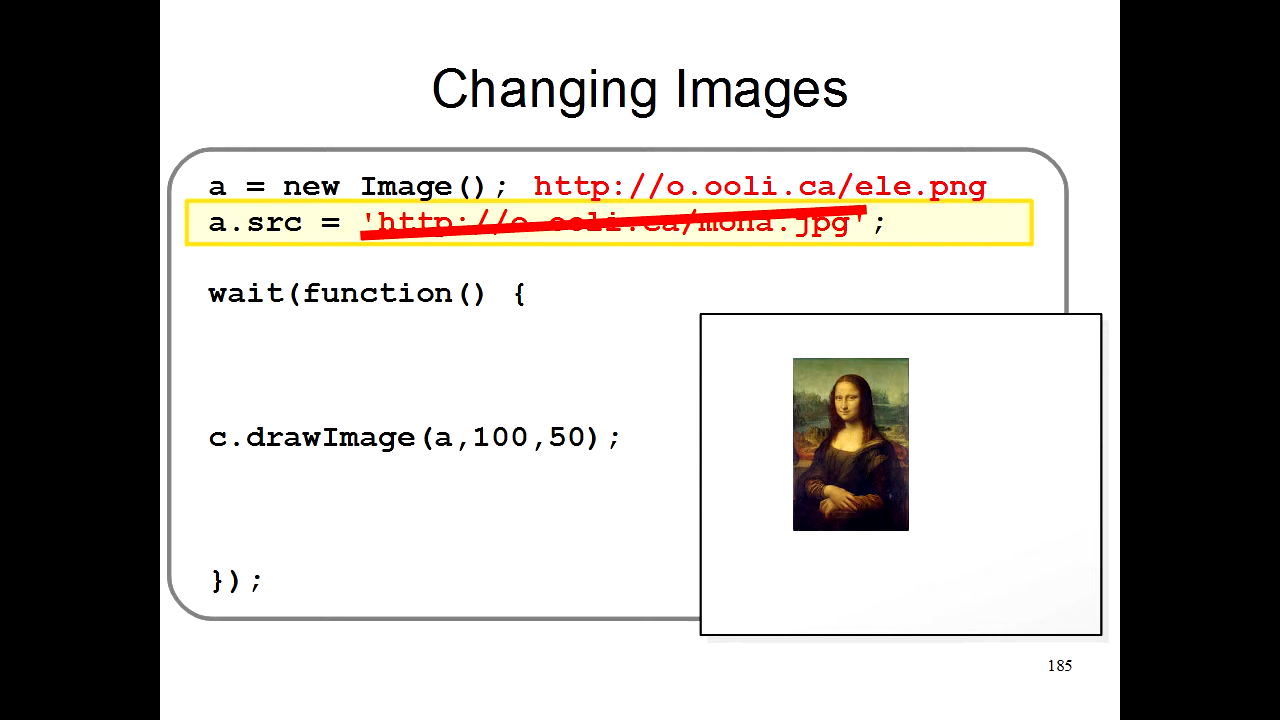 Changing Images
a = new Image(); http://o.ooli.ca/ele.png
a.src = 'http://o.ooli.ca/mona.jpg';
wait(function() {
c.drawImage(a,100,50);
});
185